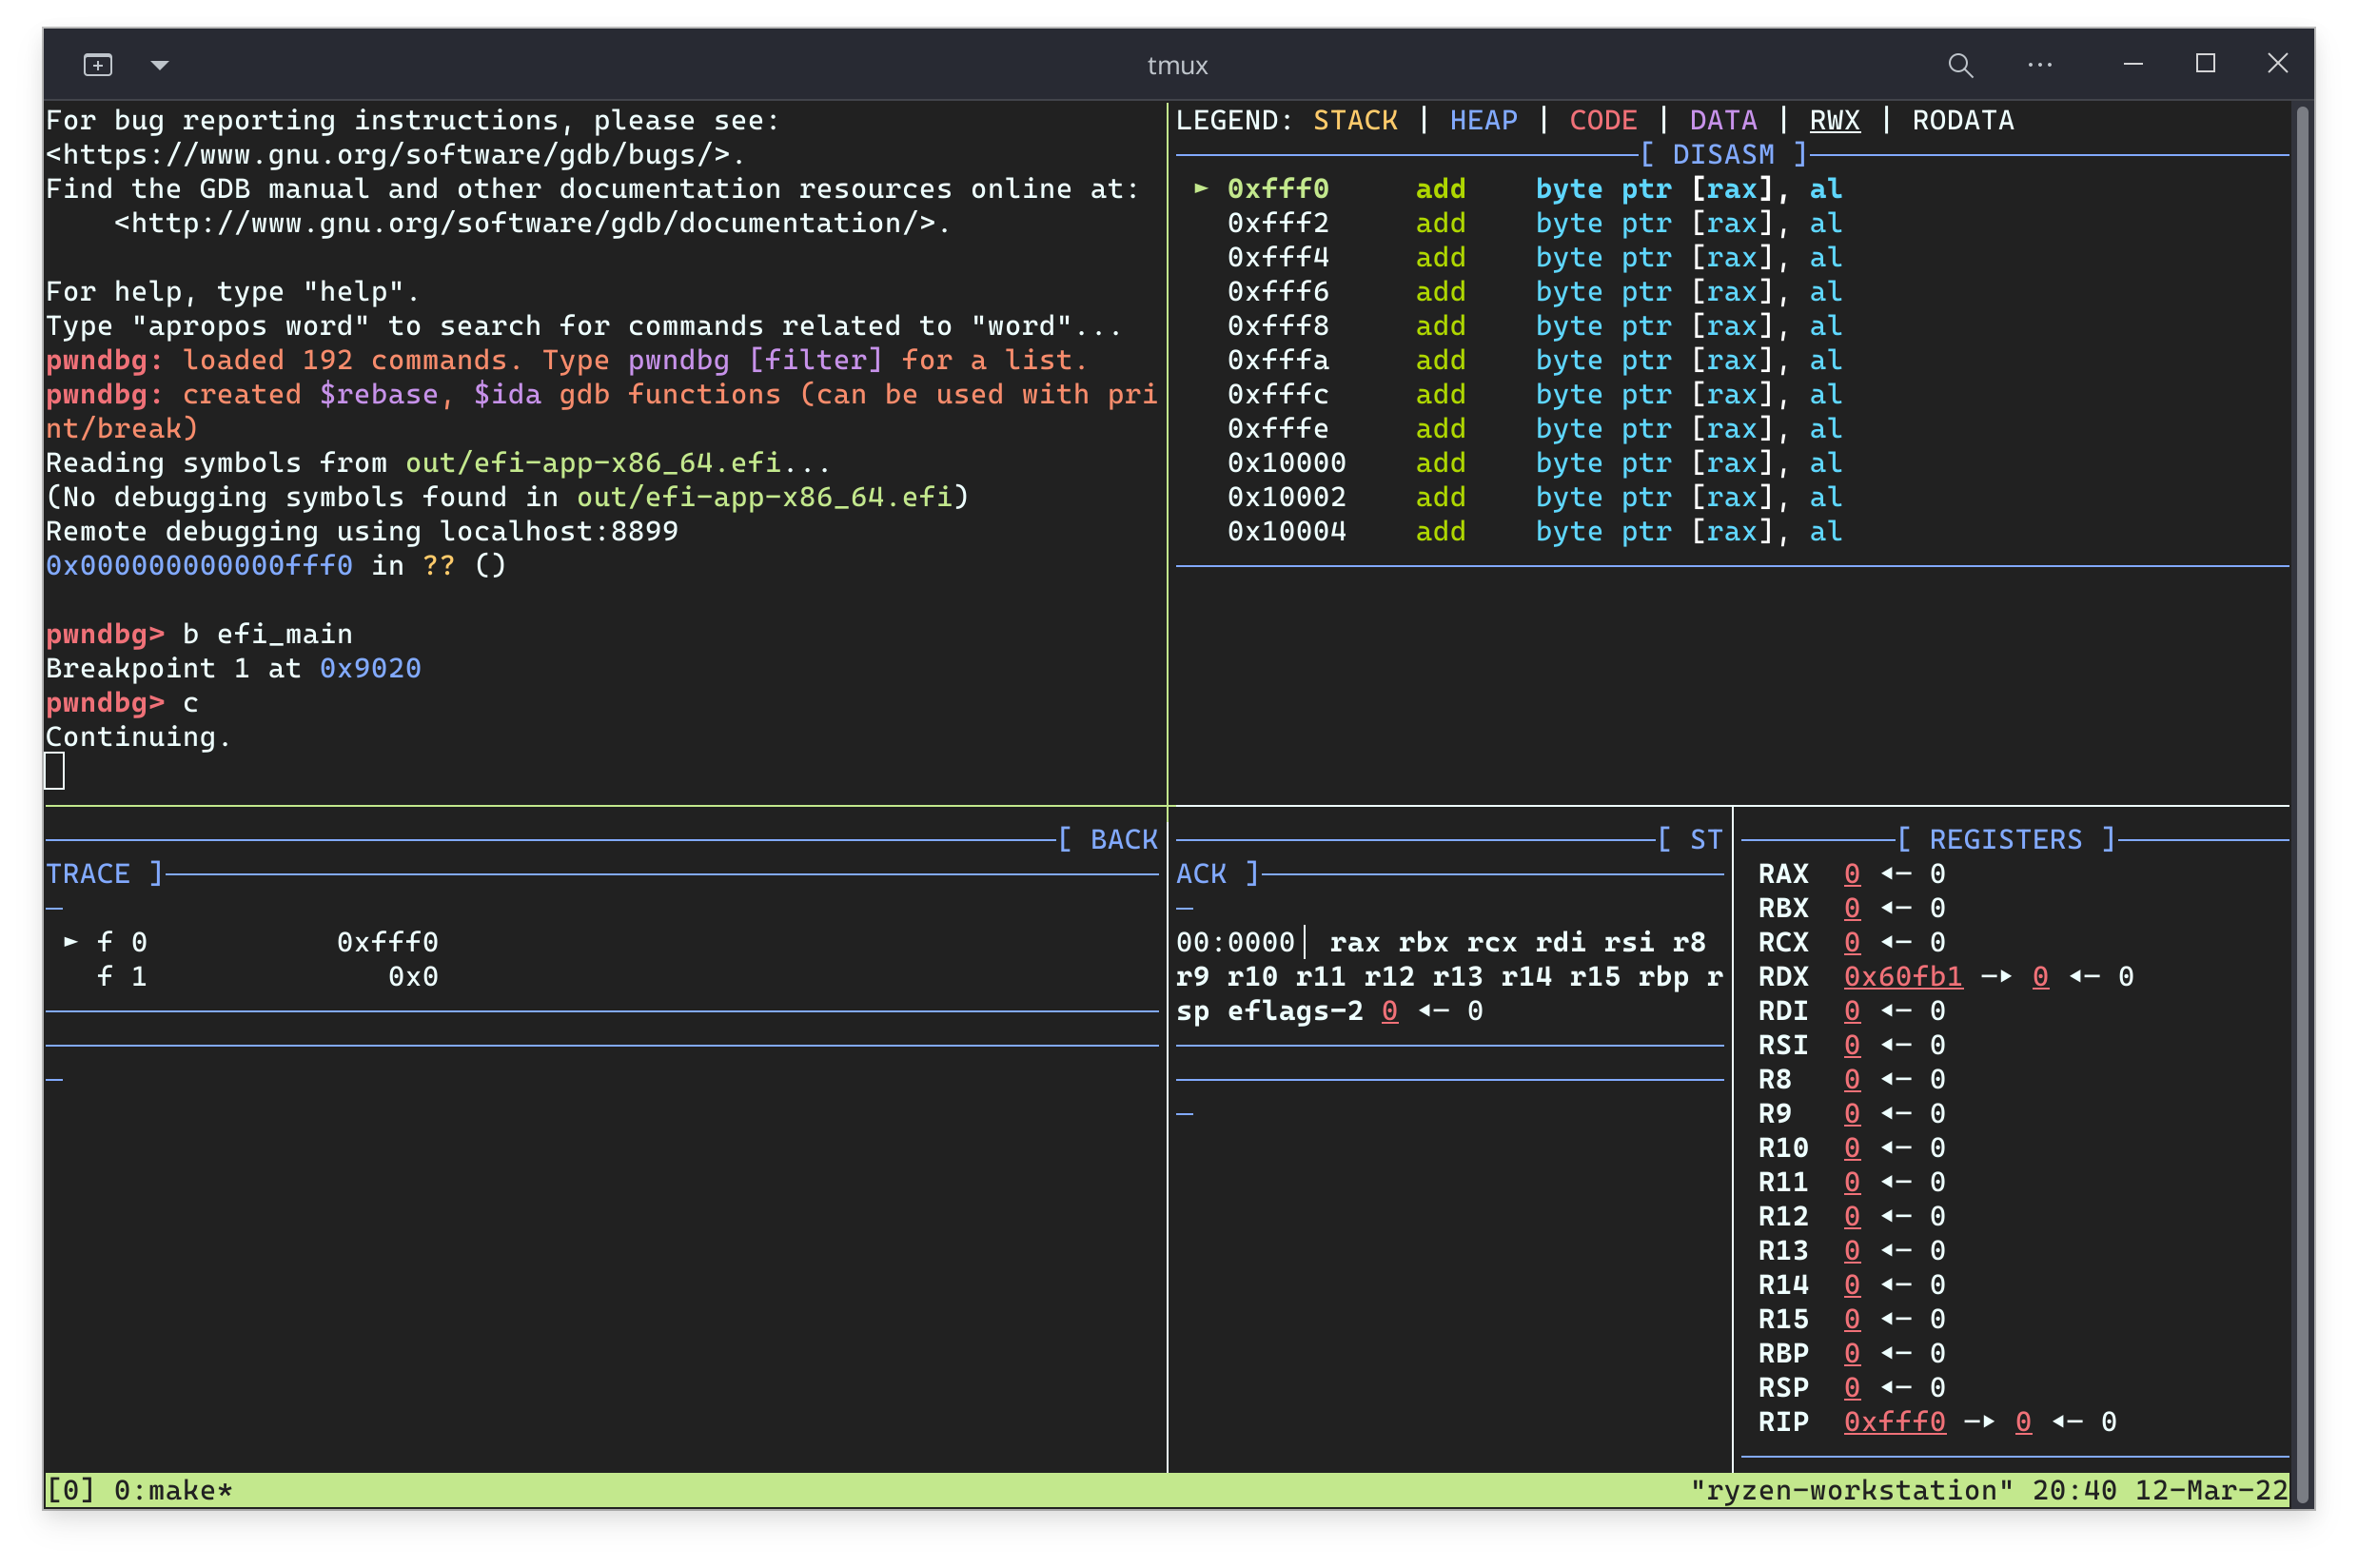 tmux
For bug reporting instructions, please see:
<https://www.gnu.org/software/gdb/bugs/>.
Find the GDB manual and other documentation resources online at:
    <http://www.gnu.org/software/gdb/documentation/>.
For help, type "help".
Type "apropos word" to search for commands related to "word"...
pwndbg: loaded 192 commands. Type pwndbg [filter] for a list.
pwndbg: created $rebase, $ida gdb functions (can be used with pri
nt/break)
Reading symbols from out/efi-app-x86_64.efi...
(No debugging symbols found in out/efi-app-x86_64.efi)
Remote debugging using localhost:8899
0x000000000000fff0 in ?? ()
pwndbg> b efi_main
Breakpoint 1 at 0x9020
pwndbg> c
Continuing.
LEGEND: STACK | HEAP | CODE | DATA | RWX | RODATA
[ DISASM ]
► 0xfff0     add    byte ptr [rax], al
  0xfff2     add    byte ptr [rax], al
  0xfff4     add    byte ptr [rax], al
  0xfff6     add    byte ptr [rax], al
  0xfff8     add    byte ptr [rax], al
  0xfffa     add    byte ptr [rax], al
  0xfffc     add    byte ptr [rax], al
  0xfffe     add    byte ptr [rax], al
  0x10000    add    byte ptr [rax], al
  0x10002    add    byte ptr [rax], al
  0x10004    add    byte ptr [rax], al
[ BACK
TRACE ]
► f 0           0xfff0
  f 1              0x0
[ ST
ACK ]
00:0000│ rax rbx rcx rdi rsi r8
r9 r10 r11 r12 r13 r14 r15 rbp r
sp eflags-2 0 ◂— 0
[ REGISTERS ]
RAX  0 ◂— 0
RBX  0 ◂— 0
RCX  0 ◂— 0
RDX  0x60fb1 —▸ 0 ◂— 0
RDI  0 ◂— 0
RSI  0 ◂— 0
R8   0 ◂— 0
R9   0 ◂— 0
R10  0 ◂— 0
R11  0 ◂— 0
R12  0 ◂— 0
R13  0 ◂— 0
R14  0 ◂— 0
R15  0 ◂— 0
RBP  0 ◂— 0
RSP  0 ◂— 0
RIP  0xfff0 —▸ 0 ◂— 0
[0] 0:make*
"ryzen-workstation" 20:40 12-Mar-22